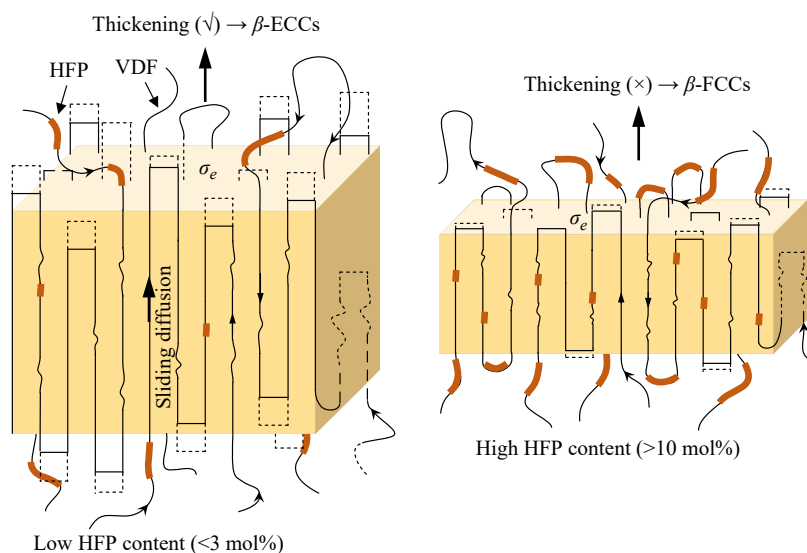 Thickening (√) → β-ECCs
HFP
VDF
σe
Sliding diffusion
Low HFP content (<3 mol%)
Thickening (×) → β-FCCs
σe
High HFP content (>10 mol%)